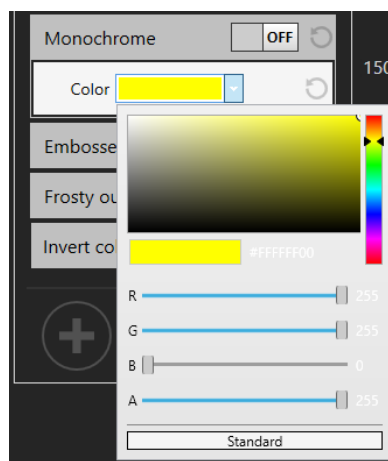 Monochrome
OFF
150
Color
Embosse
Frosty ou
Invert co
#FFFFFF00
R 255
G 255
B 0
A 255
Standard